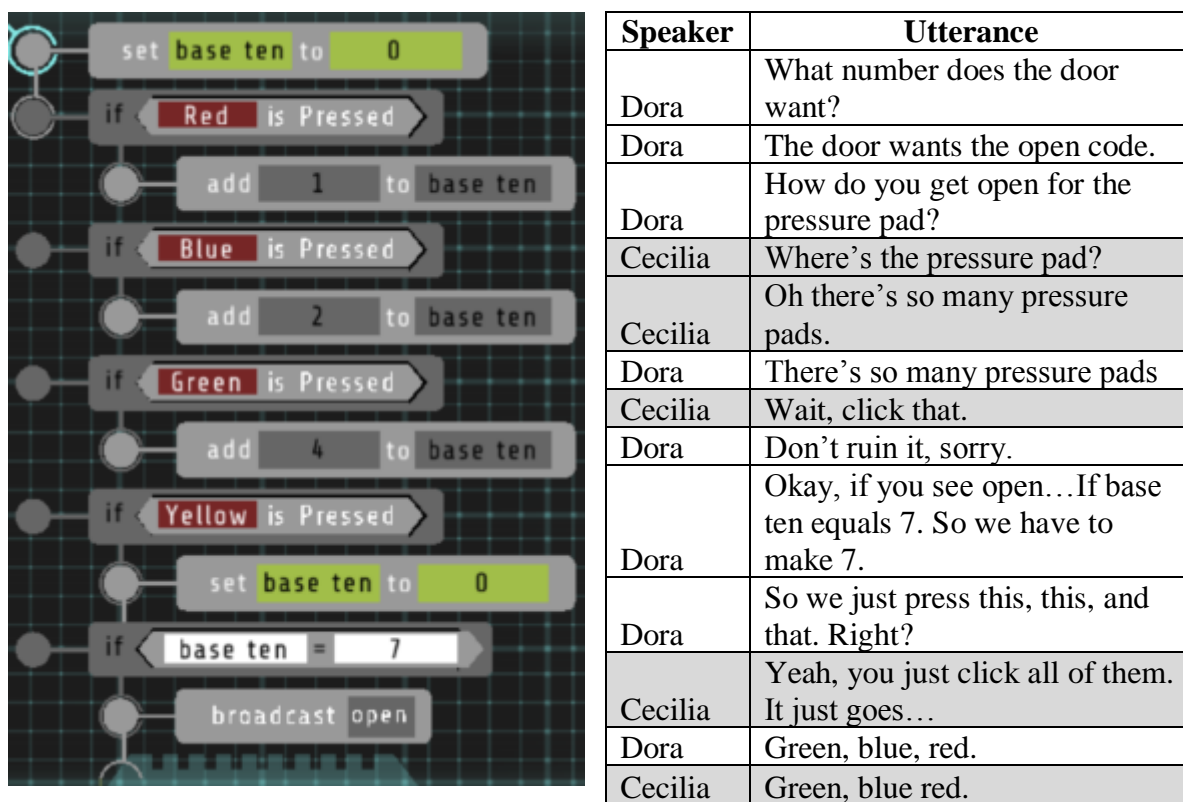 set base ten to 0
if Red is Pressed
add 1 to base ten
if Blue is Pressed
add 2 to base ten
if Green is Pressed
add 4 to base ten
if Yellow is Pressed
set base ten to 0
if base ten = 7
broadcast open
Speaker Utterance
What number does the door
Dora want?
Dora The door wants the open code.
How do you get open for the
Dora pressure pad?
Cecilia Where's the pressure pad?
Oh there's so many pressure
Cecilia pads.
Dora There's so many pressure pads
Cecilia Wait, click that.
Dora Don't ruin it, sorry.
Okay, if you see open…If base
ten equals 7. So we have to
Dora make 7.
So we just press this, this, and
Dora that. Right?
Yeah, you just click all of them.
Cecilia It just goes…
Dora Green, blue, red.
Cecilia Green, blue red.